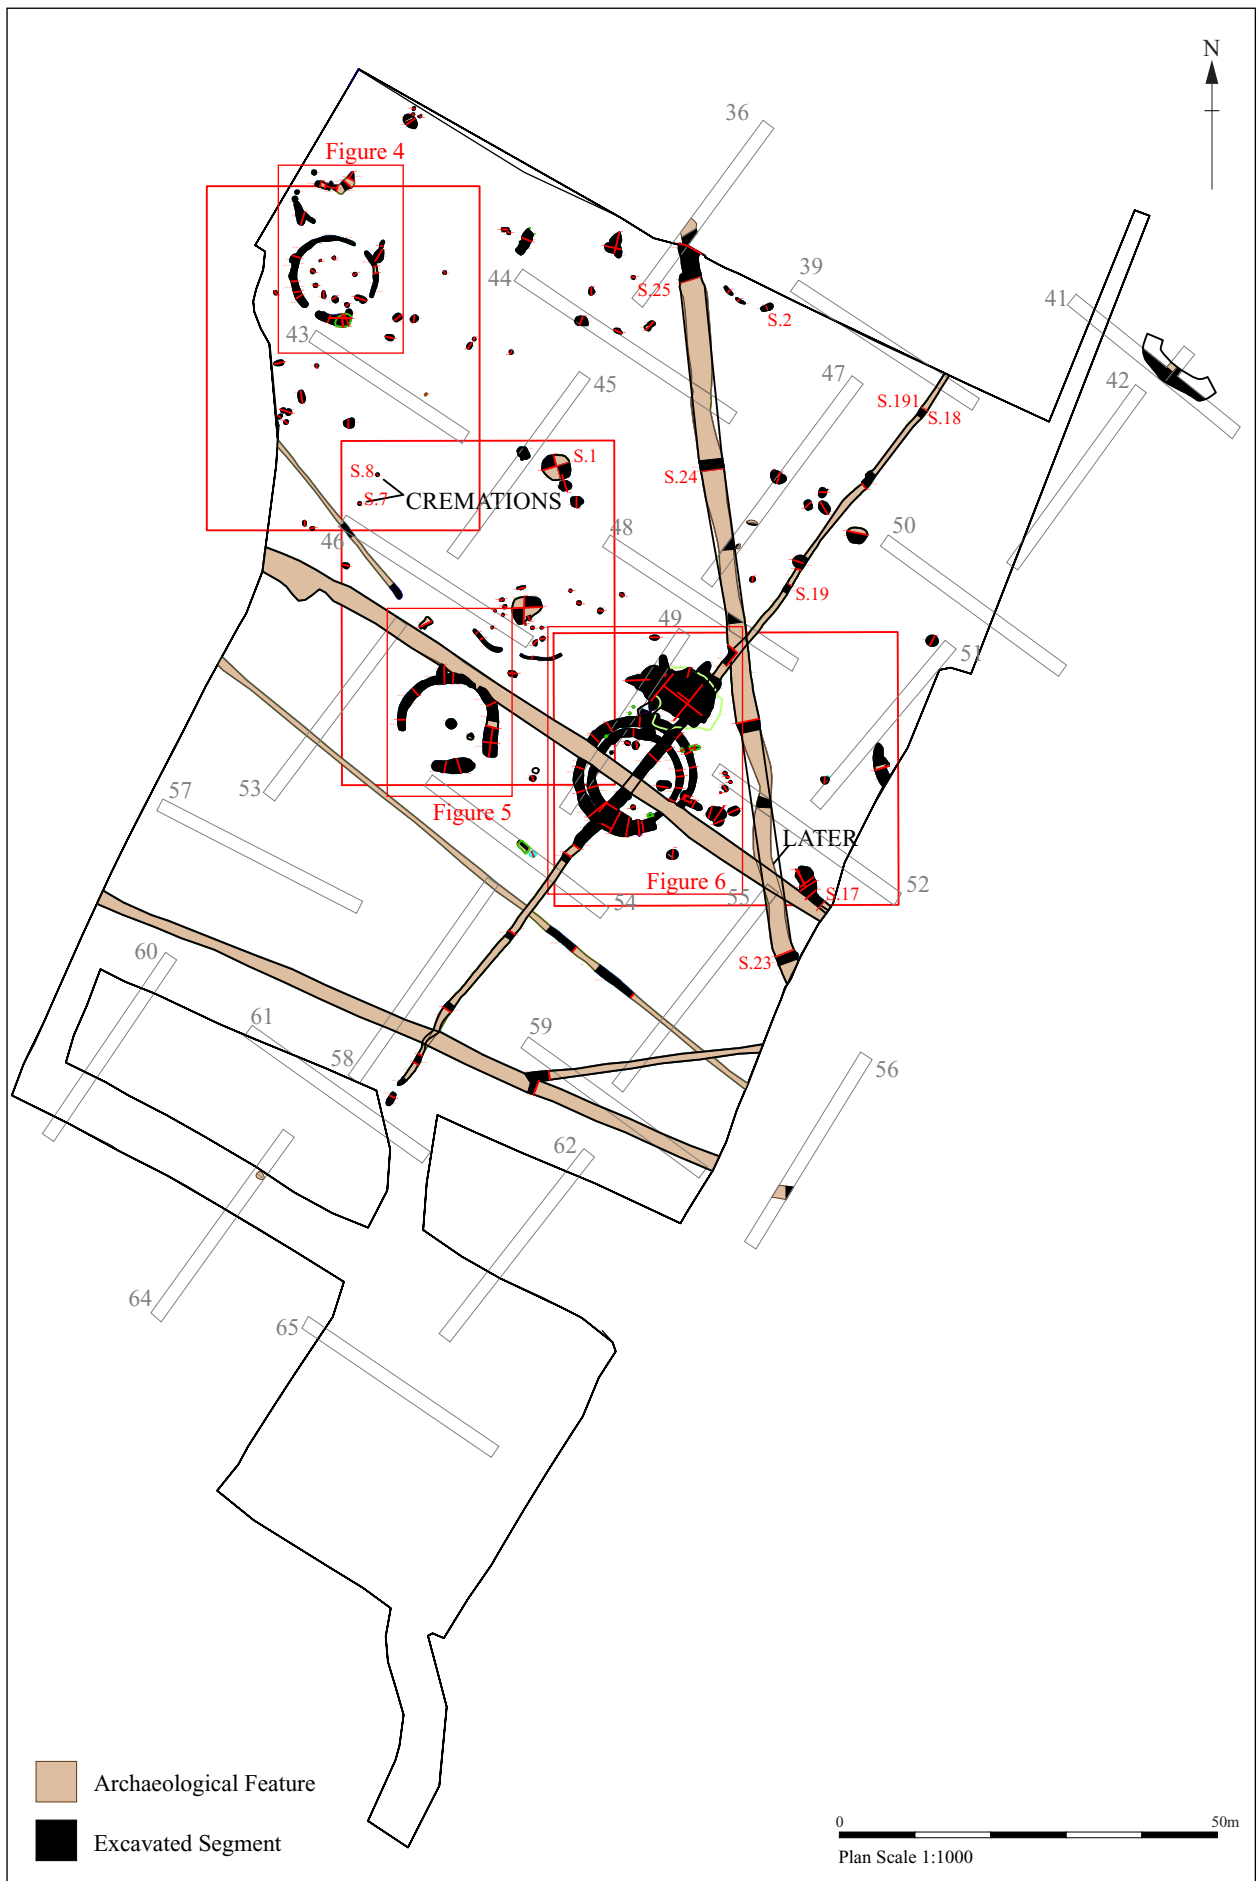 N
36
Figure 4
39
44
S.25
S.2
41
43
45
47
42
S.191
S.18
S.1
S.8
S.24
S.7
CREMATIONS
46
48
50
S.19
49
51
57
53
Figure 5
LATER
Figure 6
52
S.17
54
55
60
S.23
61
59
58
56
62
64
65
Archaeological Feature
Excavated Segment
0
50m
Plan Scale 1:1000